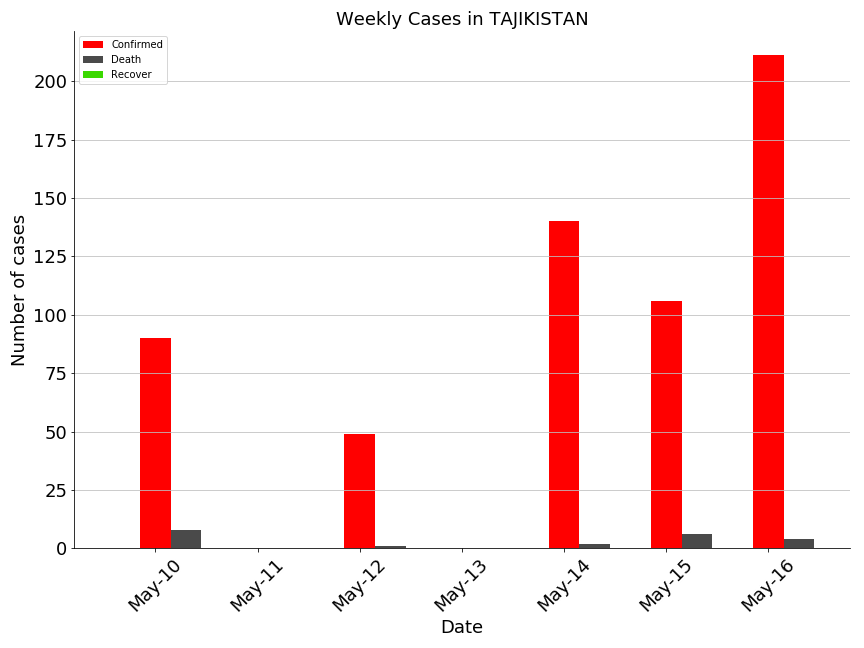 Weekly Cases in TAJIKISTAN
Confirmed
Death
Recover
Number of cases
200
175
150
125
100
75
50
25
0
May-10
May-11
May-12
May-13
May-14
May-15
May-16
Date